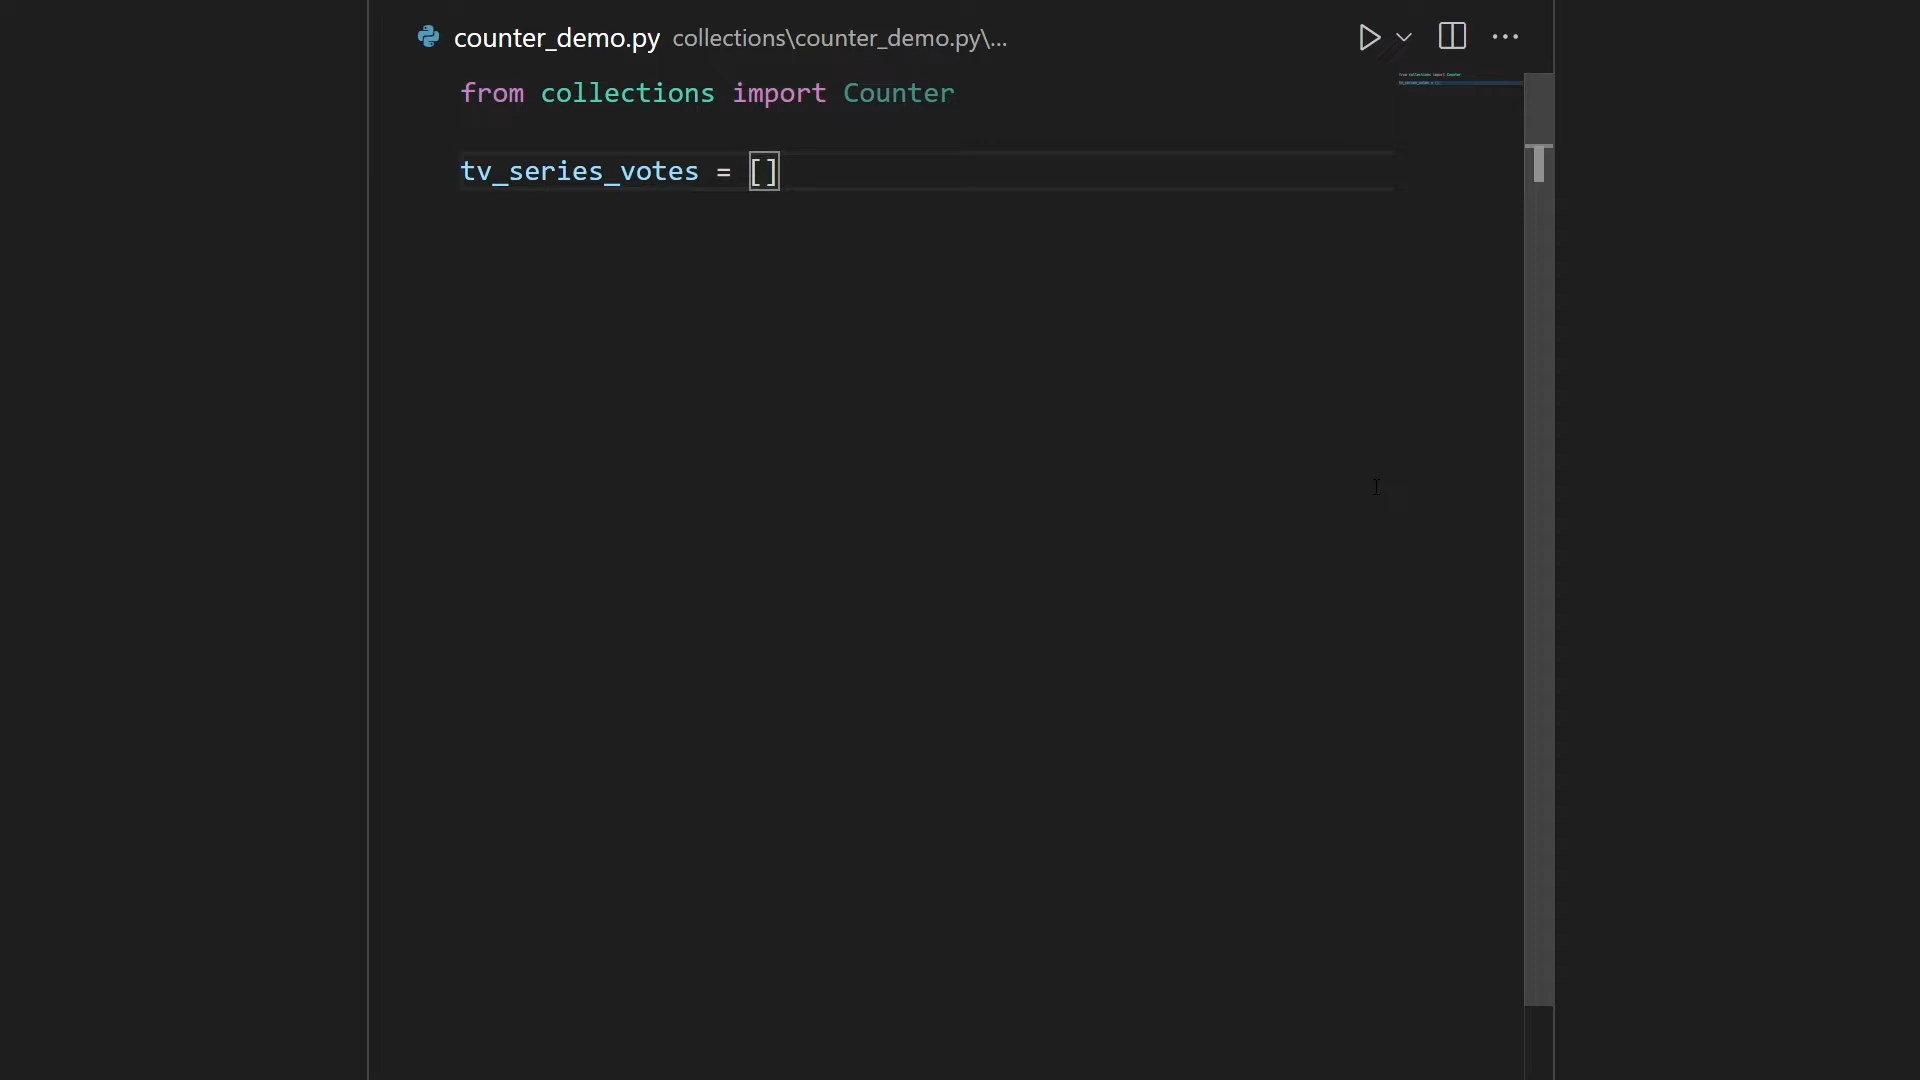 counter_demo.py collections\counter_demo.py\...
from collections import Counter
tv_series_votes = []